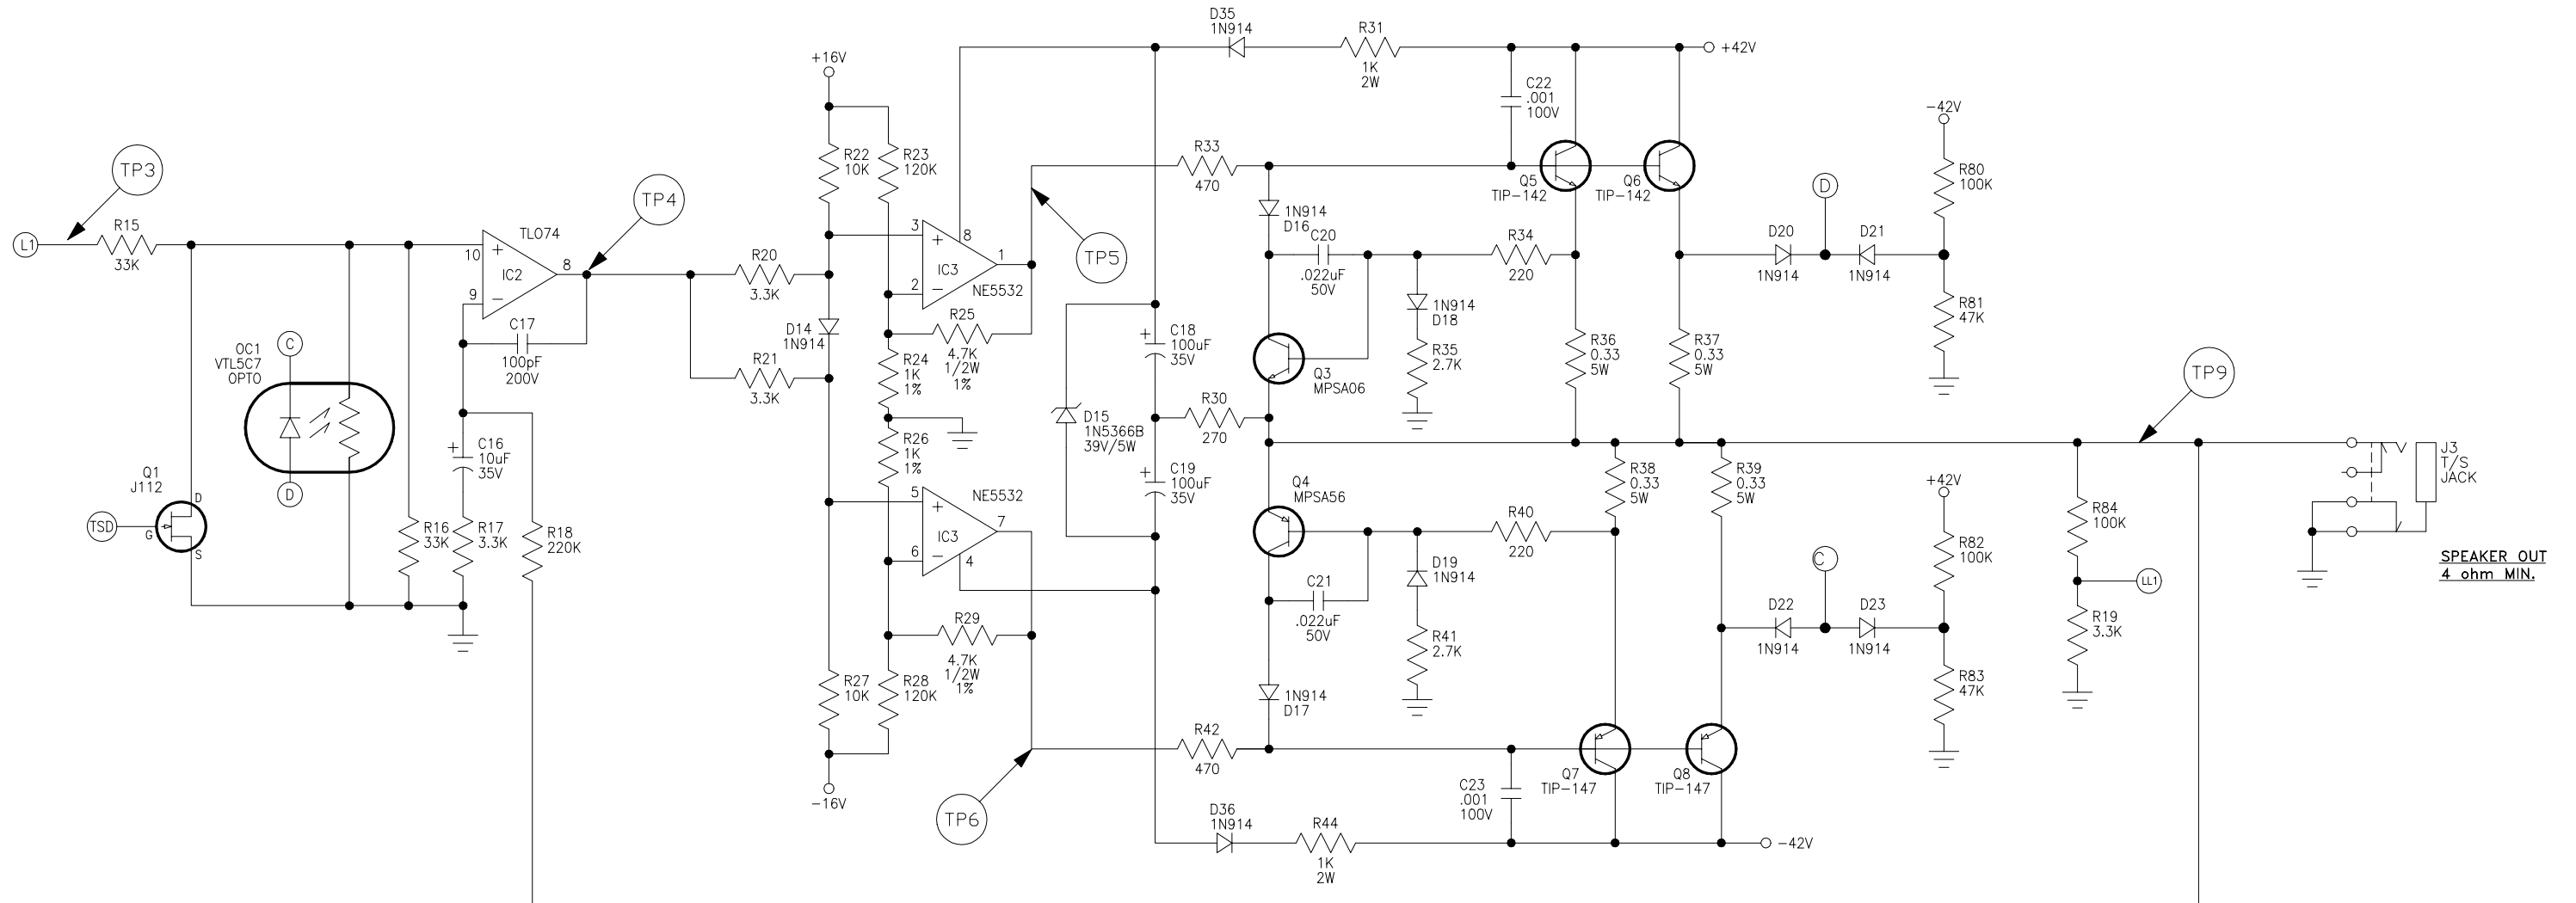 D35
1N914
R31
1K
2W
+42V
+16V
C22
.001
100V
-42V
TP3
TP4
R22
10K
R23
120K
R33
470
Q5
TIP-142
Q6
TIP-142
D
R80
100K
L1
R15
33K
TL074
10
IC2
8
9
R20
3.3K
3
8
1
IC3
2
NE5532
TP5
1N914
D16
C20
.022uF
50V
R34
220
D20
1N914
D21
1N914
R81
47K
C17
100pF
200V
D14
1N914
R25
4.7K
1/2W
1%
C18
100uF
35V
1N914
D18
R35
2.7K
R36
0.33
5W
R37
0.33
5W
OC1
VTL5C7
OPTO
C
R21
3.3K
R24
1K
1%
Q3
MPSA06
TP9
D15
1N5366B
39V/5W
R30
270
C16
10uF
35V
R26
1K
1%
C19
100uF
35V
Q4
MPSA56
R38
0.33
5W
R39
0.33
5W
+42V
J3
T/S
JACK
Q1
J112
D
D
TSD
G
S
R16
33K
R17
3.3K
R18
220K
5
NE5532
7
IC3
6
4
R40
220
D19
1N914
C
R82
100K
R84
100K
LL1
SPEAKER OUT
4 ohm MIN.
C21
.022uF
50V
R41
2.7K
D22
1N914
D23
1N914
R19
3.3K
R29
4.7K
1/2W
1%
R27
10K
R28
120K
1N914
D17
R83
47K
R42
470
-16V
TP6
C23
.001
100V
Q7
TIP-147
Q8
TIP-147
D36
1N914
R44
1K
2W
-42V